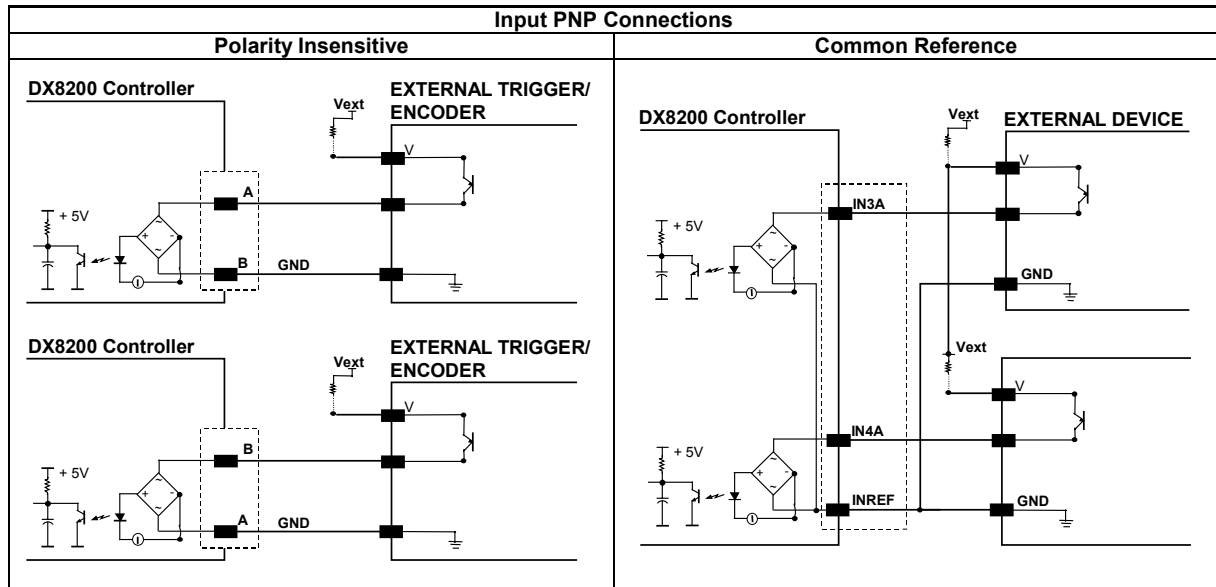 Input PNP Connections
Polarity Insensitive
Common Reference
DX8200 Controller
EXTERNAL TRIGGER/
ENCODER
Vext
V
A
+ 5V
+
~
-
~
B
GND
I
DX8200 Controller
EXTERNAL TRIGGER/
ENCODER
Vext
V
B
+ 5V
+
~
-
~
A
GND
I
DX8200 Controller
Vext
EXTERNAL DEVICE
V
IN3A
+ 5V
+
~
-
~
GND
I
Vext
V
IN4A
+ 5V
+
~
-
~
INREF
GND
I